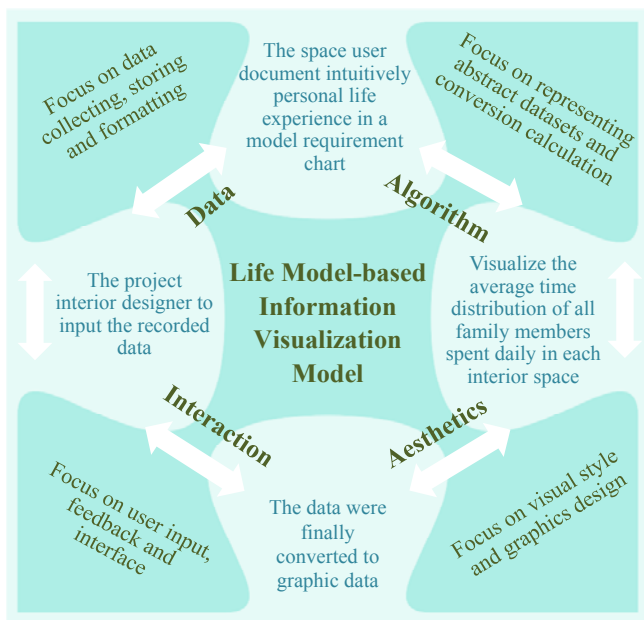 Focus on data
collecting, storing
and formatting
The space user
document intuitively
personal life
experience in a
model requirement
chart
Focus on representing
abstract datasets and
conversion calculation
Data
Algorithm
The project
interior designer to
input the recorded
data
Life Model-based
Information
Visualization
Model
Visualize the
average time
distribution of all
family members
spent daily in each
interior space
Interaction
Aesthetics
Focus on user input,
feedback and
interface
The data were
finally
converted to
graphic data
Focus on visual style
and graphics design